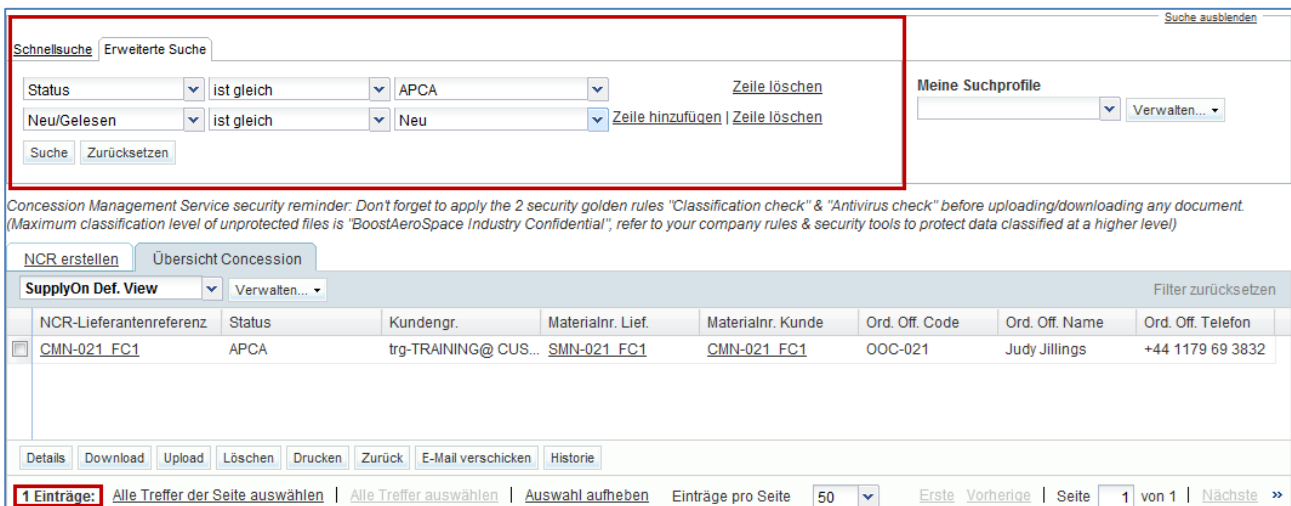 Suche ausblenden
Schnellsuche Erweiterte Suche
Status ist gleich APCA Zeile löschen Meine Suchprofile
Neu/Gelesen ist gleich Neu Zeile hinzufügen | Zeile löschen Verwalten...
Suche Zurücksetzen
Concession Management Service security reminder: Don't forget to apply the 2 security golden rules "Classification check" & "Antivirus check" before uploading/downloading any document.
(Maximum classification level of unprotected files is "BoostAeroSpace Industry Confidential", refer to your company rules & security tools to protect data classified at a higher level)
NCR erstellen Übersicht Concession
SupplyOn Def. View Verwalten... Filter zurücksetzen
NCR-Lieferantenreferenz Status Kundengr. Materialnr. Lief. Materialnr. Kunde Ord. Off. Code Ord. Off. Name Ord. Off. Telefon
CMN-021_FC1 APCA trg-TRAINING@ CUS... SMN-021_FC1 CMN-021_FC1 OOC-021 Judy Jillings +44 1179 69 3832
Details Download Upload Löschen Drucken Zurück E-Mail verschicken Historie
1 Einträge: Alle Treffer der Seite auswählen | Alle Treffer auswählen | Auswahl aufheben Einträge pro Seite 50 Erste Vorherige | Seite 1 von 1 | Nächste »